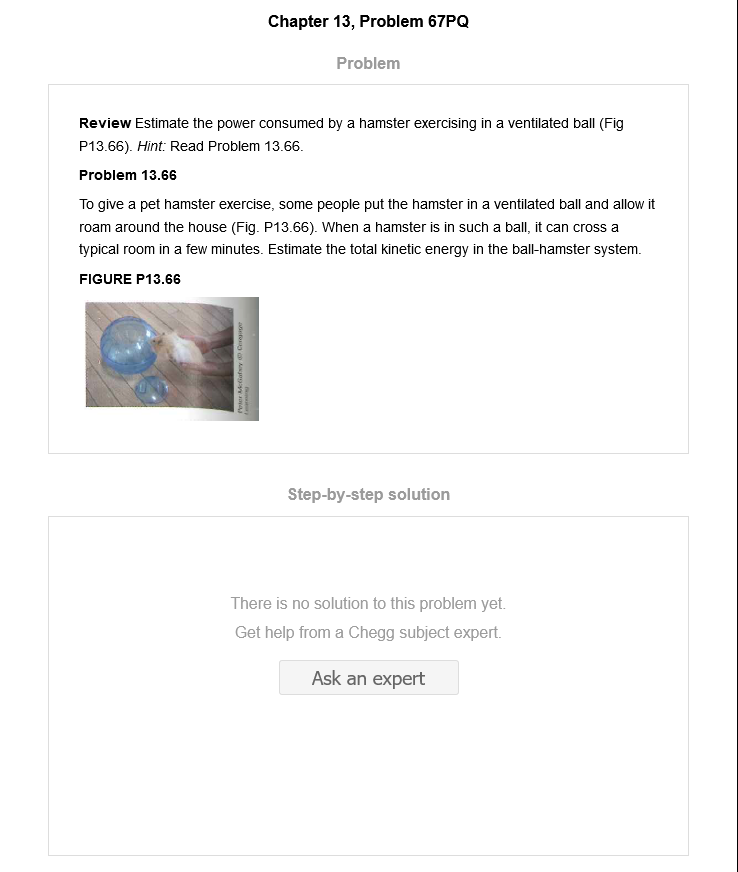 Chapter 13, Problem 67PQ
Problem
Review Estimate the power consumed by a hamster exercising in a ventilated ball (Fig
P13.66). Hint: Read Problem 13.66.
Problem 13.66
To give a pet hamster exercise, some people put the hamster in a ventilated ball and allow it
roam around the house (Fig. P13.66). When a hamster is in such a ball, it can cross a
typical room in a few minutes. Estimate the total kinetic energy in the ball-hamster system.
FIGURE P13.66
Step-by-step solution
There is no solution to this problem yet.
Get help from a Chegg subject expert.
Ask an expert